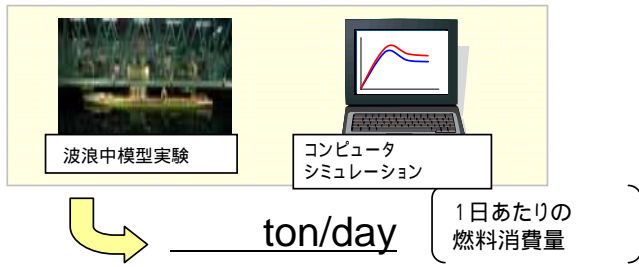 波浪中模型実験
コンピュータ
シミュレーション
ton/day
1日あたりの
燃料消費量